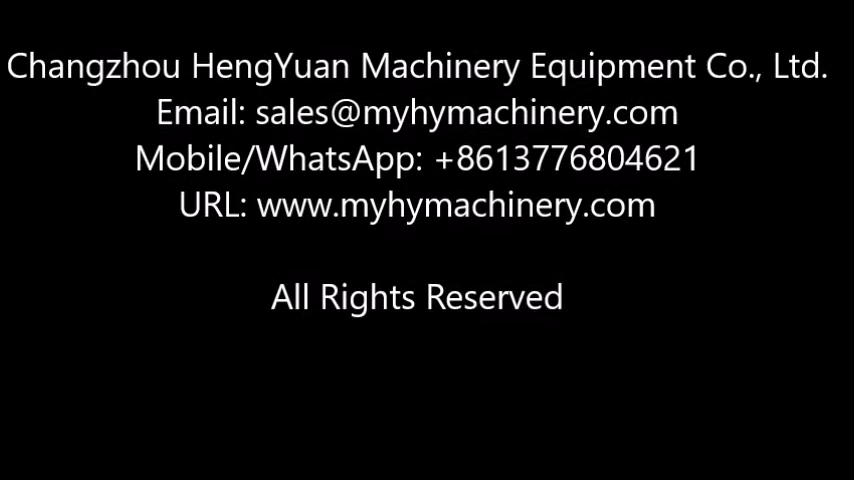 Changzhou HengYuan Machinery Equipment Co., Ltd.
Email: sales@myhymachinery.com
Mobile/WhatsApp: +8613776804621
URL: www.myhymachinery.com
All Rights Reserved